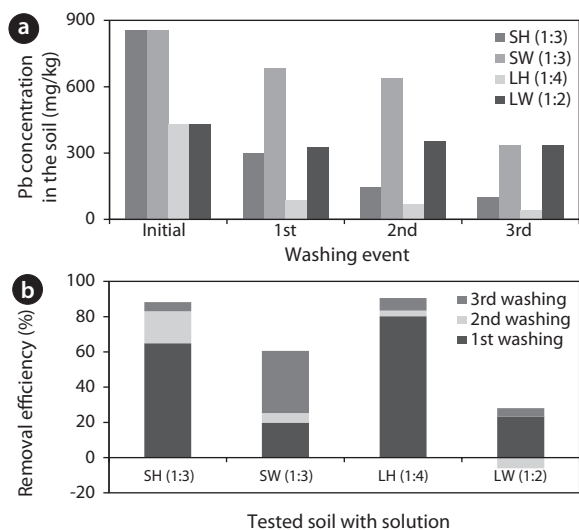 a
Pb concentration
in the soil (mg/kg)
900
600
300
0
SH (1:3)
SW (1:3)
LH (1:4)
LW (1:2)
Initial 1st 2nd 3rd
Washing event
b
Removal efficiency (%)
100
80
60
40
20
0
-20
3rd washing
2nd washing
1st washing
SH (1:3) SW (1:3) LH (1:4) LW (1:2)
Tested soil with solution